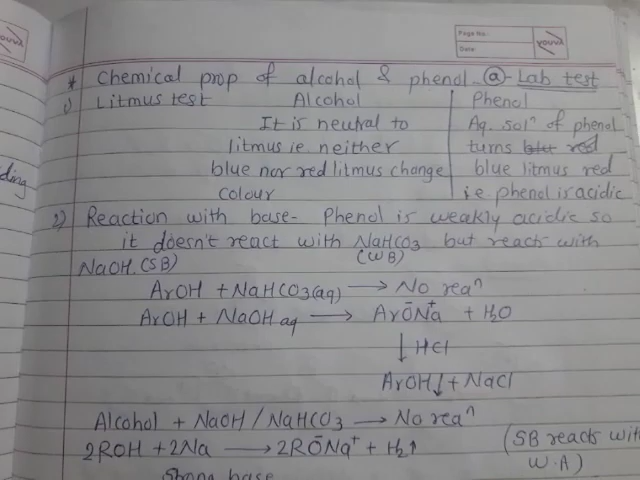 Page No.:
Date:
youva
* Chemical prop of alcohol & phenol ⓐ- Lab test
1) Litmus test Alcohol Phenol
It is neutral to Aq. solⁿ of phenol
litmus ie neither turns blue red
blue nor red litmus change blue litmus red
colour i.e phenol is acidic
ding
2) Reaction with base- Phenol is weakly acidic so
it doesn't react with NaHCO3 but reacts with
NaOH. (SB) (WB)
ArOH + NaHCO3(aq) → No reaⁿ
ArOH + NaOH aq → ArŌNa⁺ + H2O
↓ HCl
ArOH↓ + NaCl
Alcohol + NaOH / NaHCO3 → No reaⁿ
2ROH + 2Na → 2RŌNa⁺ + H2↑ (SB reacts with
W.A)
Strong base